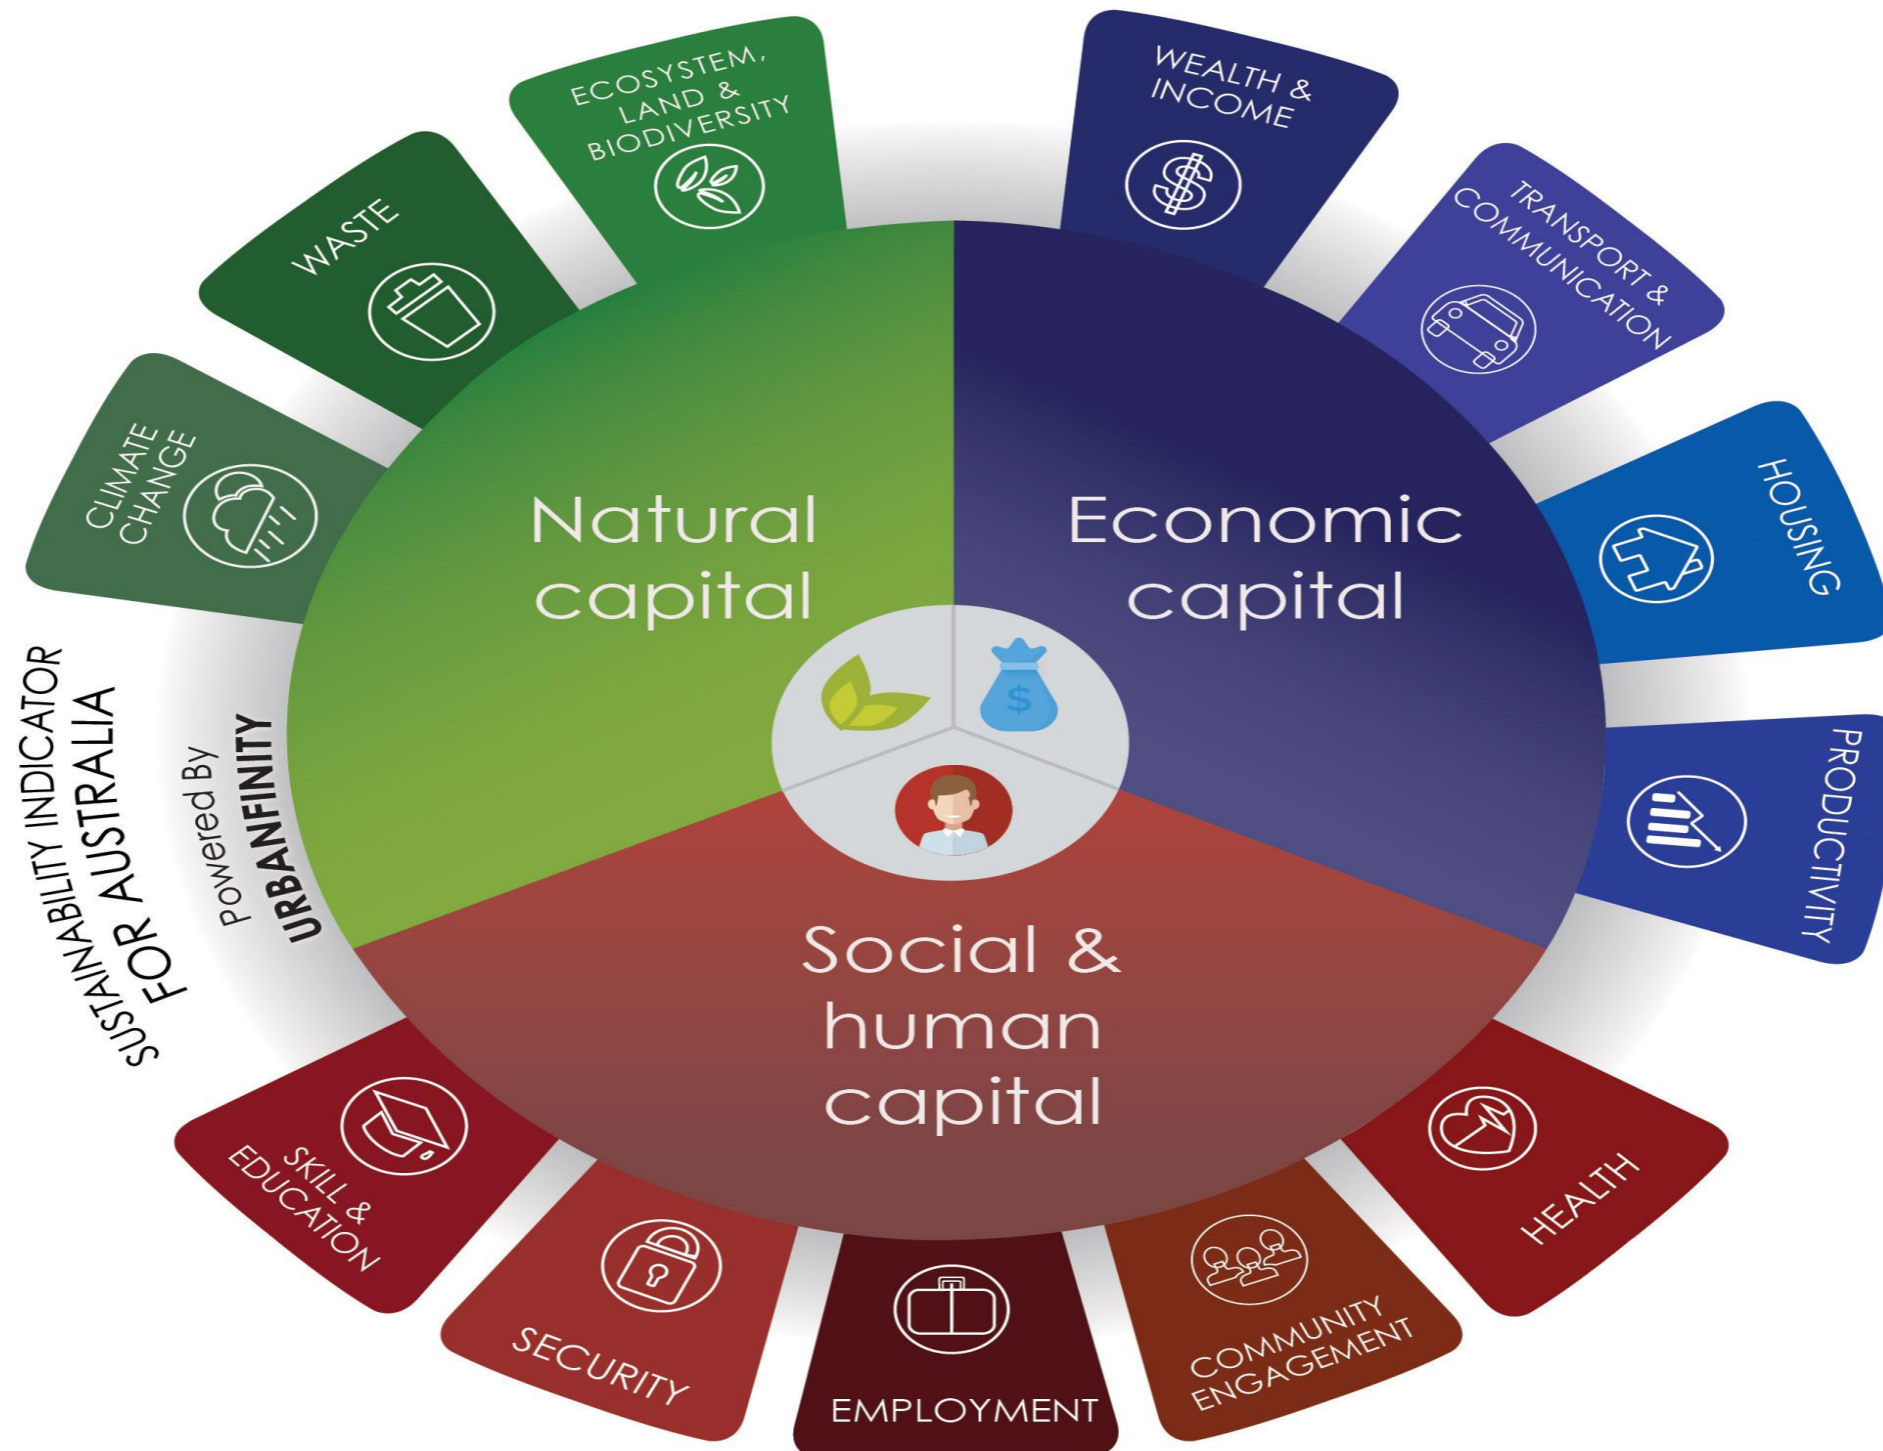 ECOSYSTEM,
LAND &
BIODIVERSITY
WEALTH &
INCOME
TRANSPORT &
COMMUNICATION
HOUSING
PRODUCTIVITY
HEALTH
COMMUNITY
ENGAGEMENT
EMPLOYMENT
SECURITY
SKILL &
EDUCATION
SUSTAINABILITY INDICATOR
FOR AUSTRALIA
Powered By
URBANFINITY
CLIMATE
CHANGE
WASTE
Natural
capital
Economic
capital
Social &
human
capital
$
$